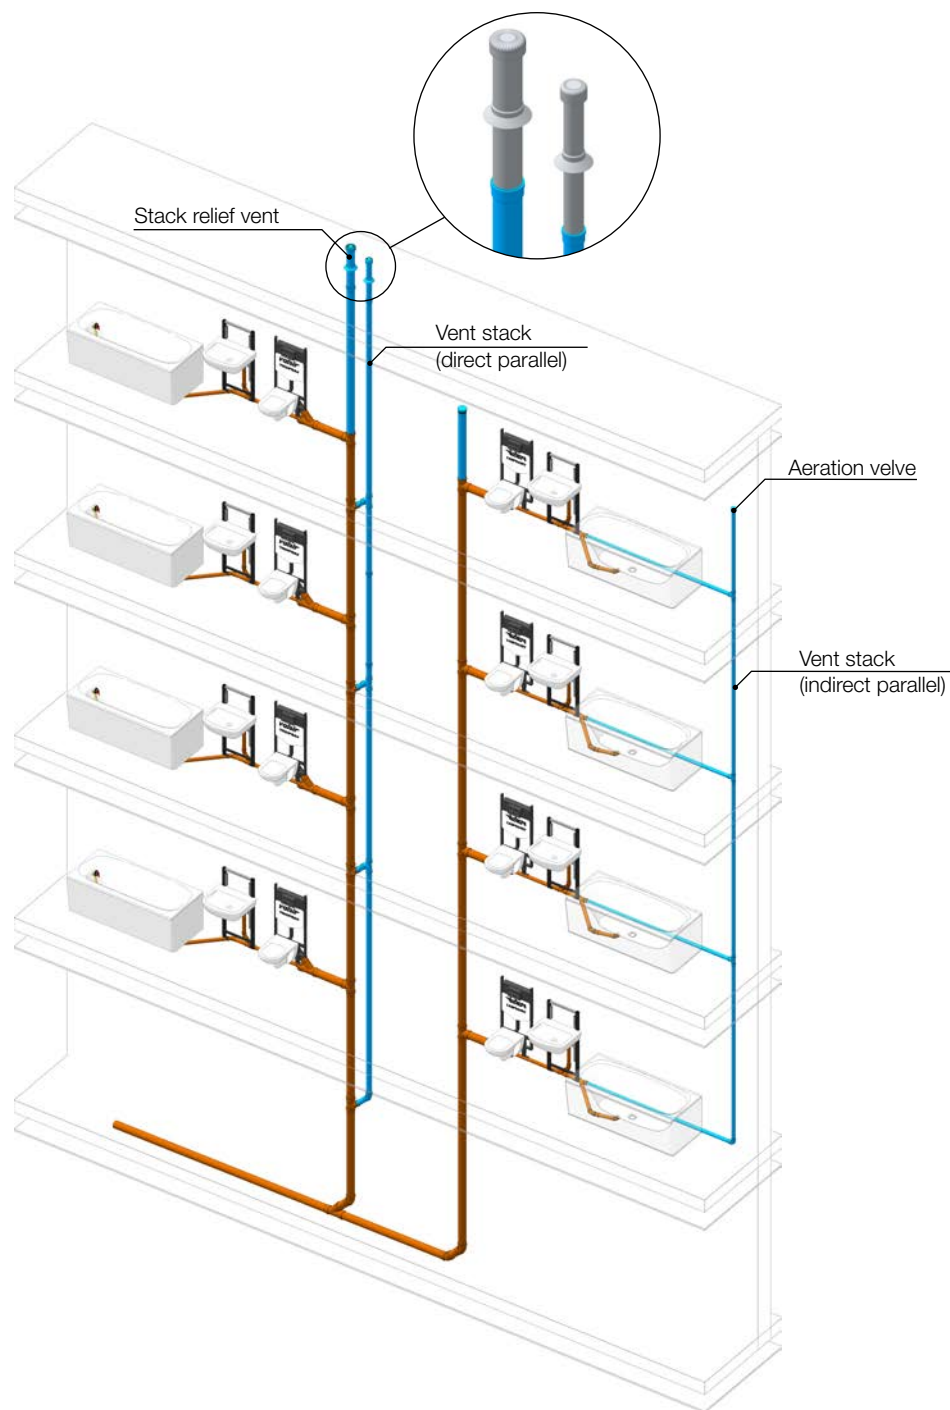 Stack relief vent
Vent stack
(direct parallel)
Aeration velve
Vent stack
(indirect parallel)